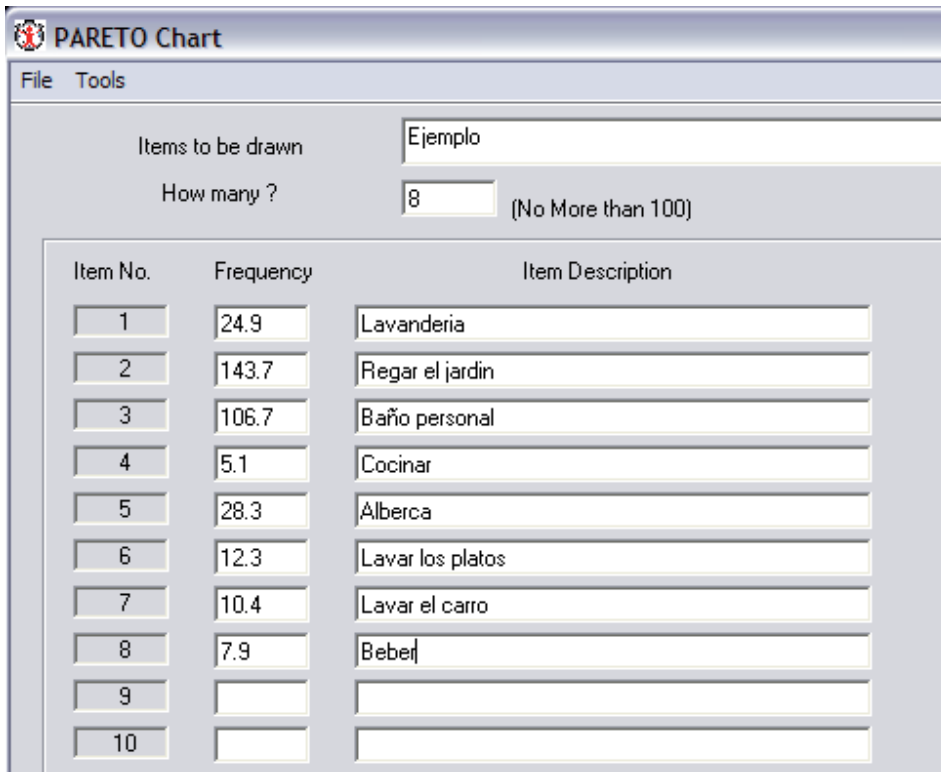 PARETO Chart
File Tools
Items to be drawn Ejemplo
How many ? 8 (No More than 100)
Item No. Frequency Item Description
1 24.9 Lavanderia
2 143.7 Regar el jardin
3 106.7 Baño personal
4 5.1 Cocinar
5 28.3 Alberca
6 12.3 Lavar los platos
7 10.4 Lavar el carro
8 7.9 Beber
9
10